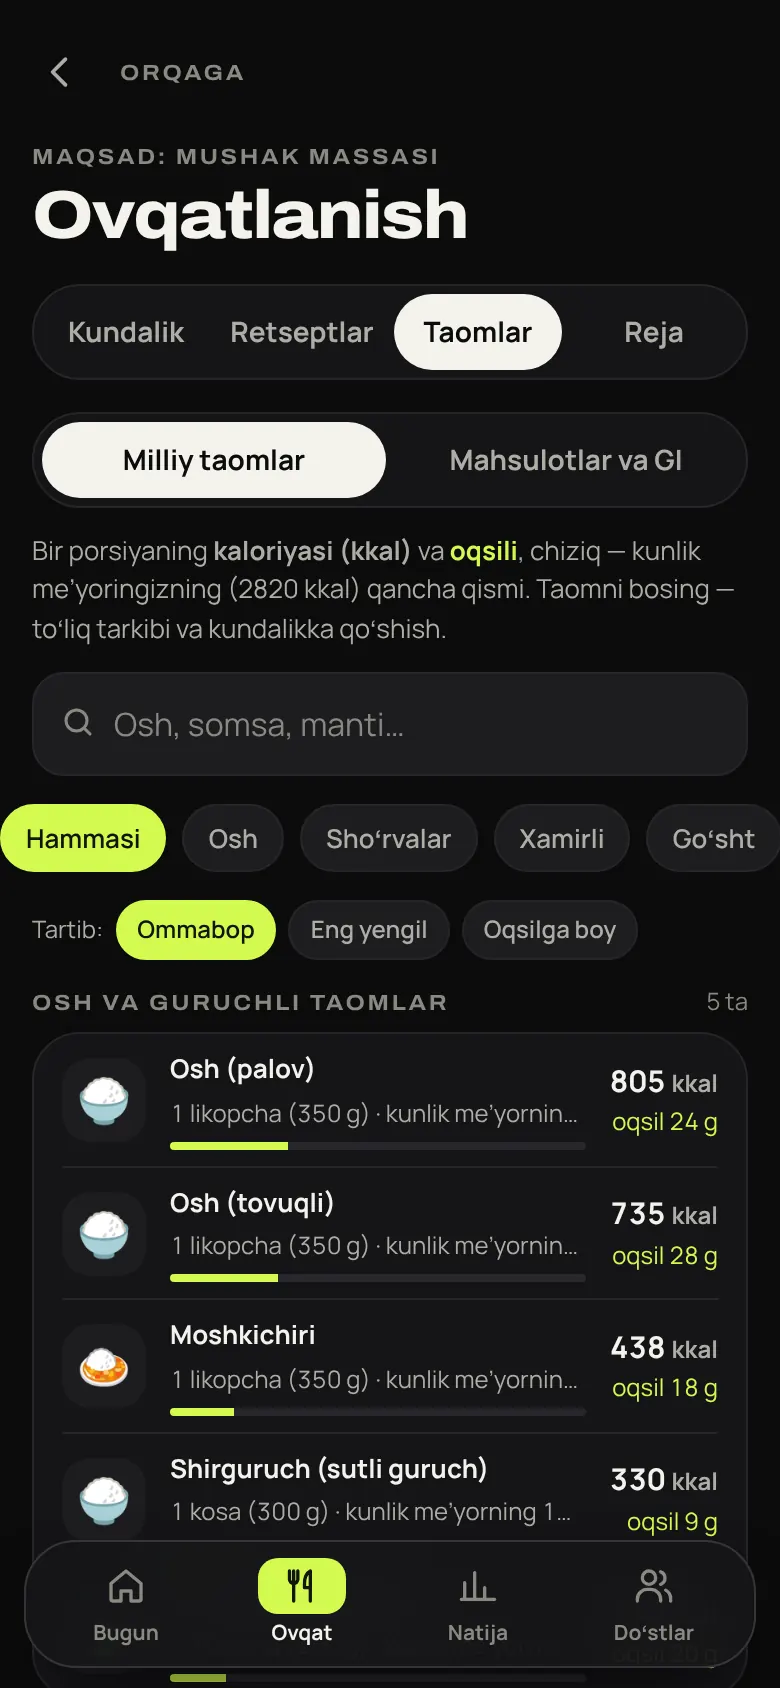 ORQAGA
MAQSAD: MUSHAK MASSASI
Ovqatlanish
Kundalik Retseptlar Taomlar Reja
Milliy taomlar Mahsulotlar va GI
Bir porsiyaning kaloriyasi (kkal) va oqsili, chiziq — kunlik
me’yoringizning (2820 kkal) qancha qismi. Taomni bosing —
to‘liq tarkibi va kundalikka qo‘shish.
Osh, somsa, manti…
Hammasi Osh Sho‘rvalar Xamirli Go‘sht
Tartib: Ommabop Eng yengil Oqsilga boy
OSH VA GURUCHLI TAOMLAR 5 ta
Osh (palov) 805 kkal
1 likopcha (350 g) · kunlik me’yornin… oqsil 24 g
Osh (tovuqli) 735 kkal
1 likopcha (350 g) · kunlik me’yornin… oqsil 28 g
Moshkichiri 438 kkal
1 likopcha (350 g) · kunlik me’yornin… oqsil 18 g
Shirguruch (sutli guruch) 330 kkal
1 kosa (300 g) · kunlik me’yorning 1… oqsil 9 g
Bugun Ovqat Natija Do‘stlar